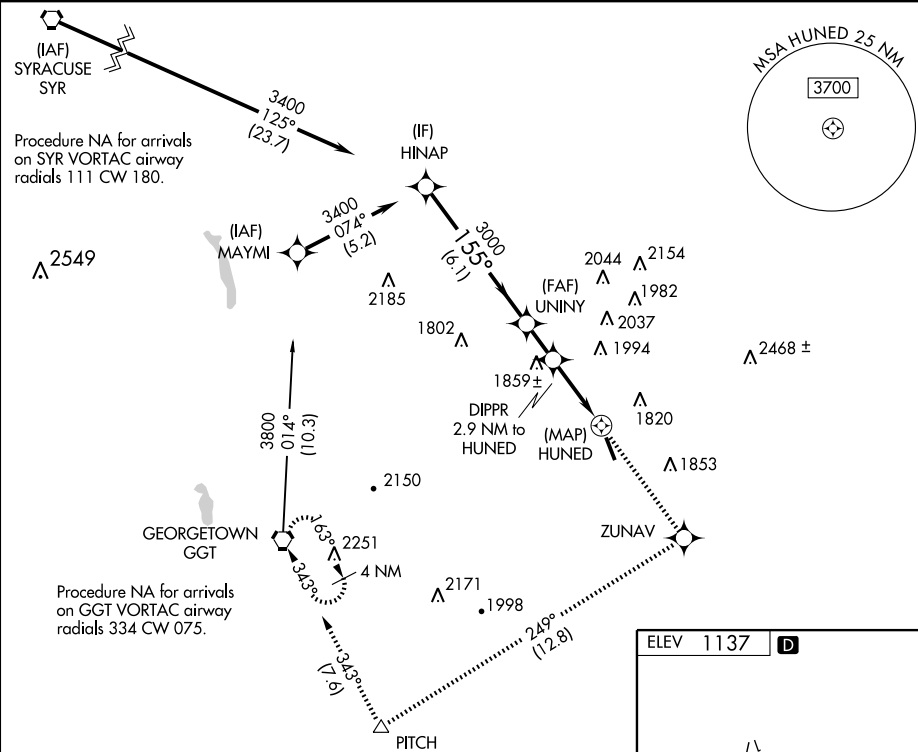 (IAF)
SYRACUSE
SYR
3400
125°
(23.7)
Procedure NA for arrivals
on SYR VORTAC airway
radials 111 CW 180.
MSA HUNED 25 NM
3700
(IF)
HINAP
3400
074°
(5.2)
(IAF)
MAYMI
3000
155°
(6.1)
2549
2185
1802
(FAF)
UNINY
2044
2154
1982
2037
1994
2468 ±
1859 ±
DIPPR
2.9 NM to
HUNED
1820
(MAP)
HUNED
1853
3800
014°
(10.3)
2150
GEORGETOWN
GGT
163°
2251
343°
4 NM
ZUNAV
Procedure NA for arrivals
on GGT VORTAC airway
radials 334 CW 075.
2171
1998
249°
(12.8)
343°
(7.6)
PITCH
ELEV 1137 D